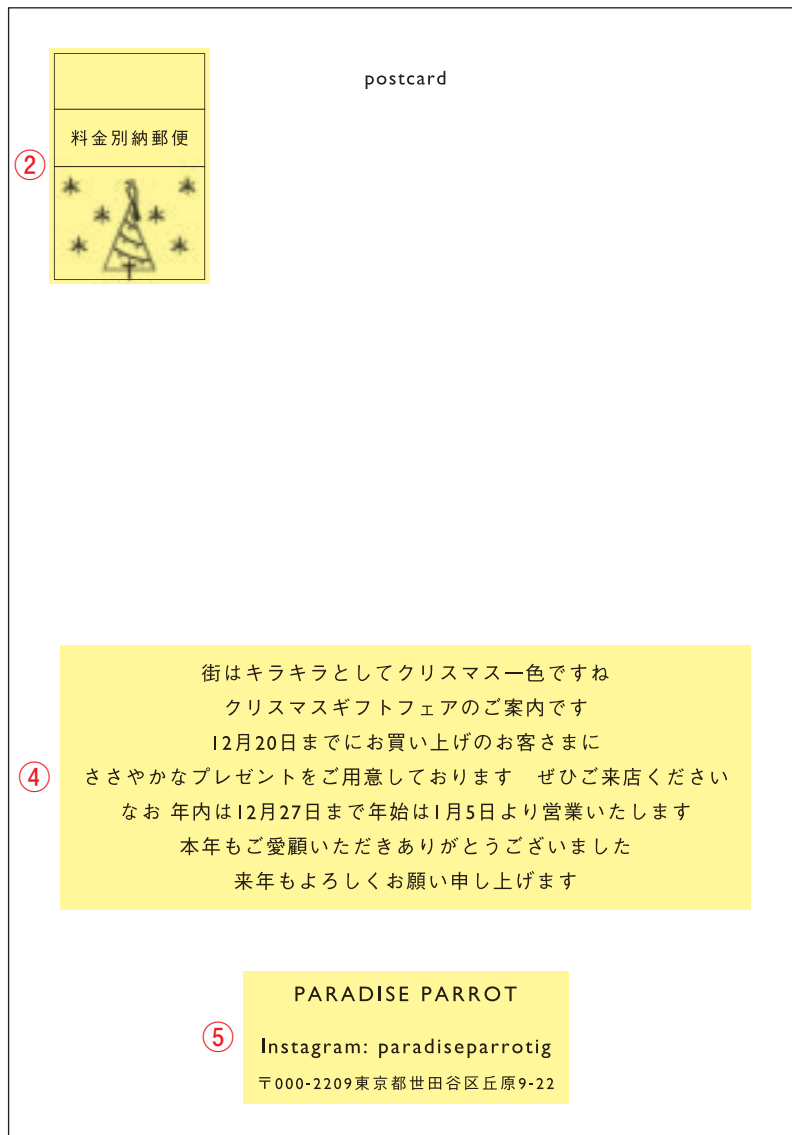 postcard
料金別納郵便
②
街はキラキラとしてクリスマス一色ですね
クリスマスギフトフェアのご案内です
12月20日までにお買い上げのお客さまに
④
ささやかなプレゼントをご用意しております　ぜひご来店ください
なお 年内は12月27日まで年始は1月5日より営業いたします
本年もご愛顧いただきありがとうございました
来年もよろしくお願い申し上げます
PARADISE PARROT
⑤
Instagram: paradiseparrotig
〒000-2209東京都世田谷区丘原9-22